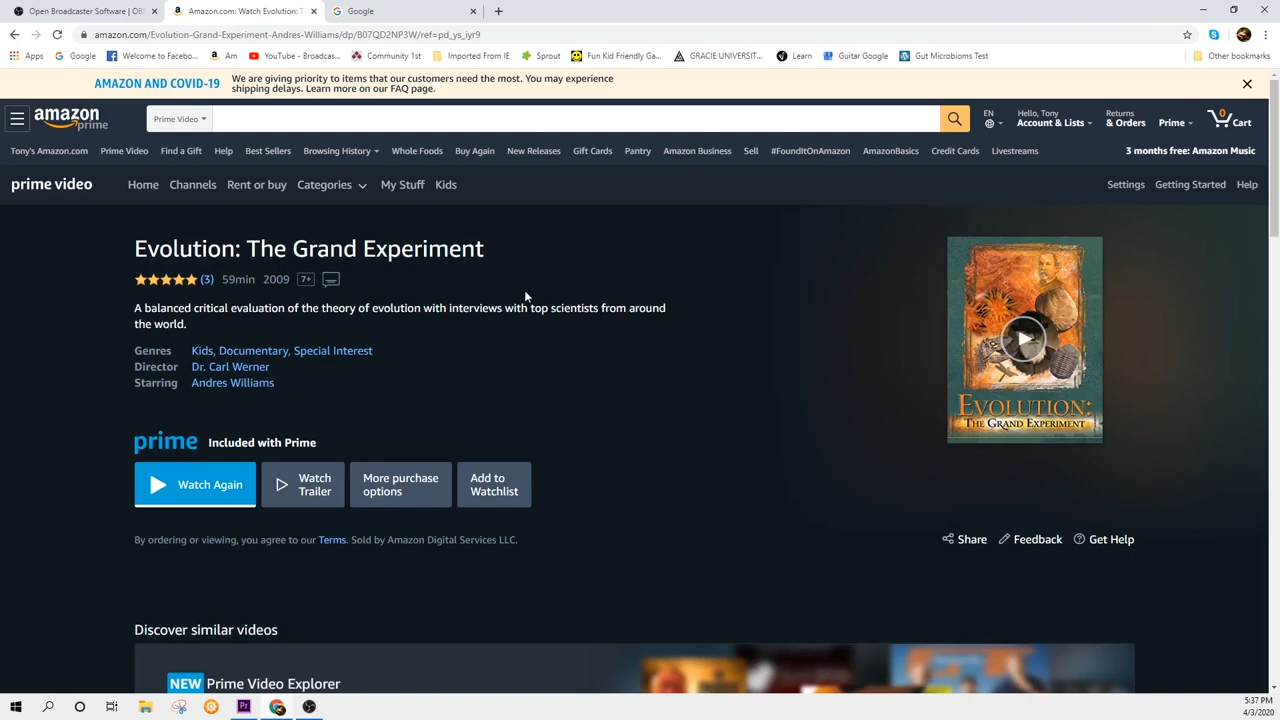 Open Broadcaster Software | OBS
Amazon.com: Watch Evolution: T
Google
amazon.com/Evolution-Grand-Experiment-Andres-Williams/dp/B07QD2NP3W/ref=pd_ys_iyr9
Apps
Google
Welcome to Facebo...
Am
YouTube - Broadcas...
Community 1st
Imported From IE
Sprout
Fun Kid Friendly Ga...
GRACIE UNIVERSIT...
Learn
Guitar Google
Gut Microbioms Test
Other bookmarks
AMAZON AND COVID-19
We are giving priority to items that our customers need the most. You may experience
shipping delays. Learn more on our FAQ page.
amazon
prime
Prime Video
EN
Hello, Tony
Account & Lists
Returns
& Orders
Prime
0
Cart
Tony's Amazon.com
Prime Video
Find a Gift
Help
Best Sellers
Browsing History
Whole Foods
Buy Again
New Releases
Gift Cards
Pantry
Amazon Business
Sell
#FoundItOnAmazon
AmazonBasics
Credit Cards
Livestreams
3 months free: Amazon Music
prime video
Home
Channels
Rent or buy
Categories
My Stuff
Kids
Settings
Getting Started
Help
Evolution: The Grand Experiment
(3)
59min
2009
7+
A balanced critical evaluation of the theory of evolution with interviews with top scientists from around
the world.
Genres
Kids, Documentary, Special Interest
Director
Dr. Carl Werner
Starring
Andres Williams
EVOLUTION:
THE GRAND EXPERIMENT
prime
Included with Prime
Watch Again
Watch
Trailer
More purchase
options
Add to
Watchlist
By ordering or viewing, you agree to our Terms. Sold by Amazon Digital Services LLC.
Share
Feedback
Get Help
Discover similar videos
NEW
Prime Video Explorer
Pr
5:37 PM
4/3/2020